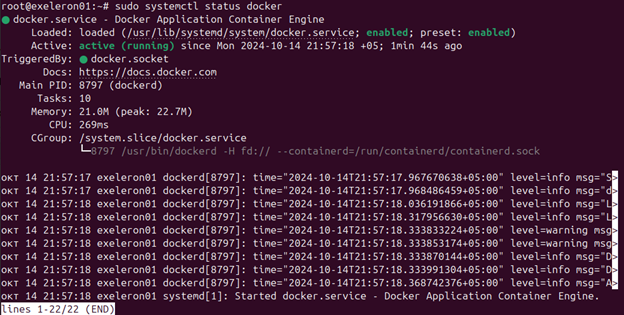 root@exeleron01:~# sudo systemctl status docker
● docker.service - Docker Application Container Engine
Loaded: loaded (/usr/lib/systemd/system/docker.service; enabled; preset: enabled)
Active: active (running) since Mon 2024-10-14 21:57:18 +05; 1min 44s ago
TriggeredBy: ● docker.socket
Docs: https://docs.docker.com
Main PID: 8797 (dockerd)
Tasks: 10
Memory: 21.0M (peak: 22.7M)
CPU: 269ms
CGroup: /system.slice/docker.service
└─8797 /usr/bin/dockerd -H fd:// --containerd=/run/containerd/containerd.sock
окт 14 21:57:17 exeleron01 dockerd[8797]: time="2024-10-14T21:57:17.967670638+05:00" level=info msg="S>
окт 14 21:57:17 exeleron01 dockerd[8797]: time="2024-10-14T21:57:17.968486459+05:00" level=info msg="d>
окт 14 21:57:18 exeleron01 dockerd[8797]: time="2024-10-14T21:57:18.036191866+05:00" level=info msg="L>
окт 14 21:57:18 exeleron01 dockerd[8797]: time="2024-10-14T21:57:18.317956630+05:00" level=info msg="L>
окт 14 21:57:18 exeleron01 dockerd[8797]: time="2024-10-14T21:57:18.333833224+05:00" level=warning msg>
окт 14 21:57:18 exeleron01 dockerd[8797]: time="2024-10-14T21:57:18.333853174+05:00" level=warning msg>
окт 14 21:57:18 exeleron01 dockerd[8797]: time="2024-10-14T21:57:18.333870144+05:00" level=info msg="D>
окт 14 21:57:18 exeleron01 dockerd[8797]: time="2024-10-14T21:57:18.333991304+05:00" level=info msg="D>
окт 14 21:57:18 exeleron01 dockerd[8797]: time="2024-10-14T21:57:18.368742376+05:00" level=info msg="A>
окт 14 21:57:18 exeleron01 systemd[1]: Started docker.service - Docker Application Container Engine.
lines 1-22/22 (END)